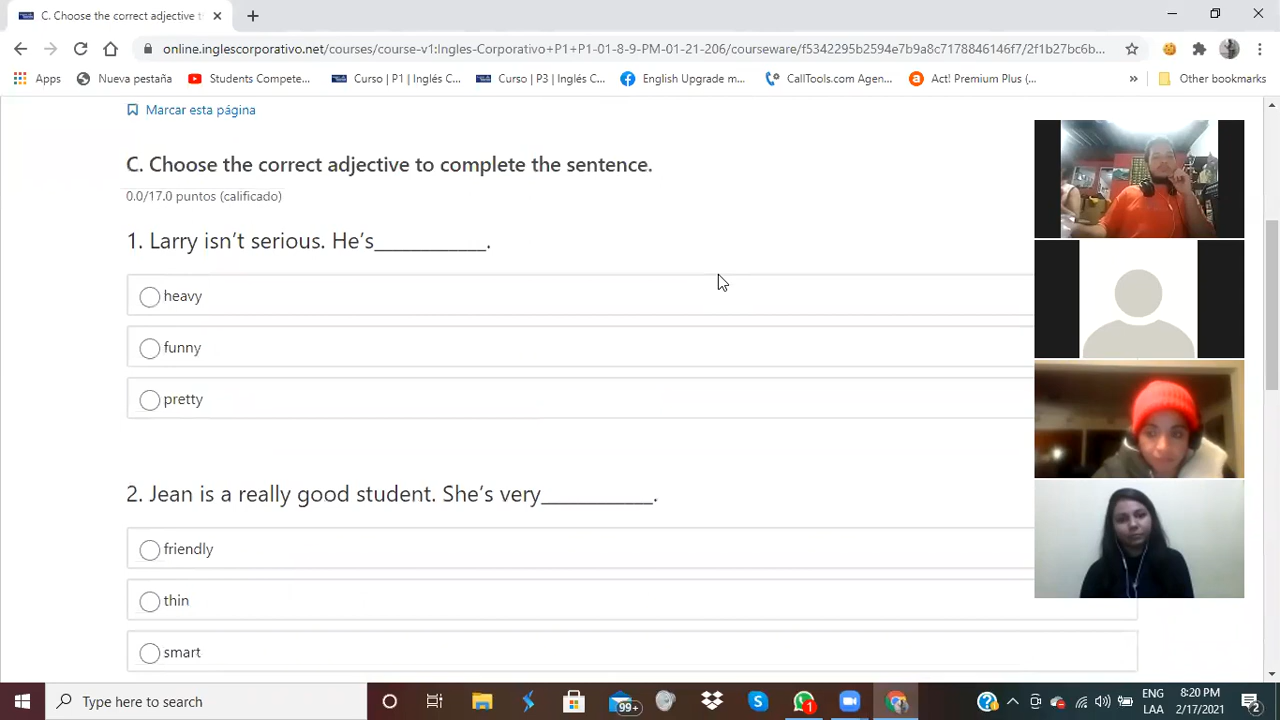 C. Choose the correct adjective t
online.inglescorporativo.net/courses/course-v1:Ingles-Corporativo+P1+P1-01-8-9-PM-01-21-206/courseware/f5342295b2594e7b9a8c7178846146f7/2f1b27bc6b...
Apps Nueva pestaña Students Compete... Curso | P1 | Inglés C... Curso | P3 | Inglés C... English Upgrade m... CallTools.com Agen... Act! Premium Plus (... » Other bookmarks
Marcar esta página
C. Choose the correct adjective to complete the sentence.
0.0/17.0 puntos (calificado)
1. Larry isn't serious. He's____________.
heavy
funny
pretty
2. Jean is a really good student. She's very____________.
friendly
thin
smart
Type here to search
99+
1
ENG
LAA
8:20 PM
2/17/2021
2